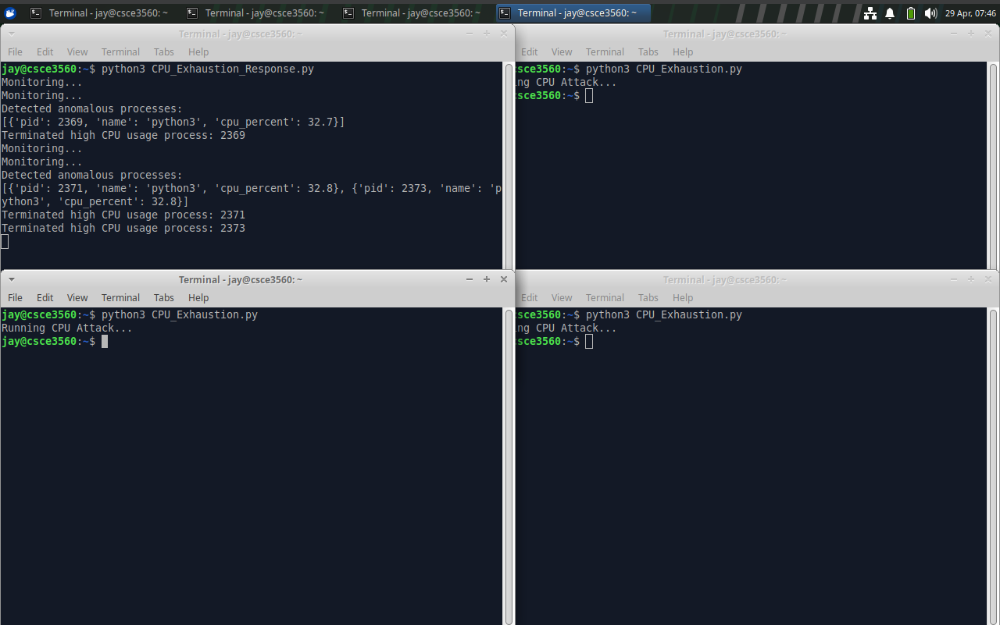 Terminal - jay@csce3560: ~
Terminal - jay@csce3560: ~
Terminal - jay@csce3560: ~
Terminal - jay@csce3560: ~
29 Apr, 07:46
Terminal - jay@csce3560: ~
File Edit View Terminal Tabs Help
jay@csce3560:~$ python3 CPU_Exhaustion_Response.py
Monitoring...
Monitoring...
Detected anomalous processes:
[{'pid': 2369, 'name': 'python3', 'cpu_percent': 32.7}]
Terminated high CPU usage process: 2369
Monitoring...
Monitoring...
Detected anomalous processes:
[{'pid': 2371, 'name': 'python3', 'cpu_percent': 32.8}, {'pid': 2373, 'name': 'p
ython3', 'cpu_percent': 32.8}]
Terminated high CPU usage process: 2371
Terminated high CPU usage process: 2373
Terminal - jay@csce3560: ~
Edit View Terminal Tabs Help
csce3560:~$ python3 CPU_Exhaustion.py
ng CPU Attack...
csce3560:~$
Terminal - jay@csce3560: ~
File Edit View Terminal Tabs Help
jay@csce3560:~$ python3 CPU_Exhaustion.py
Running CPU Attack...
jay@csce3560:~$
Terminal - jay@csce3560: ~
Edit View Terminal Tabs Help
csce3560:~$ python3 CPU_Exhaustion.py
ng CPU Attack...
csce3560:~$